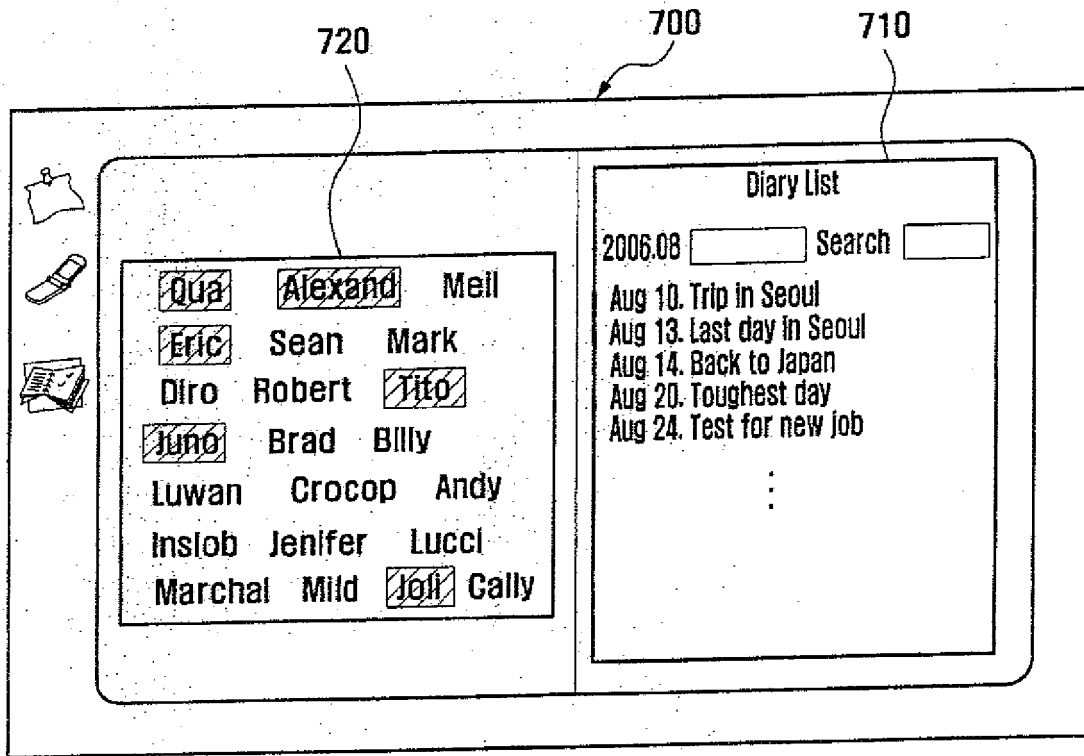 720 700 710
Qua Alexand Mell
Eric Sean Mark
Diro Robert Tito
Juno Brad Billy
Luwan Crocop Andy
Inslob Jenifer Lucci
Marchal Mild Joli Cally
Diary List
2006.08 Search
Aug 10. Trip in Seoul
Aug 13. Last day in Seoul
Aug 14. Back to Japan
Aug 20. Toughest day
Aug 24. Test for new job